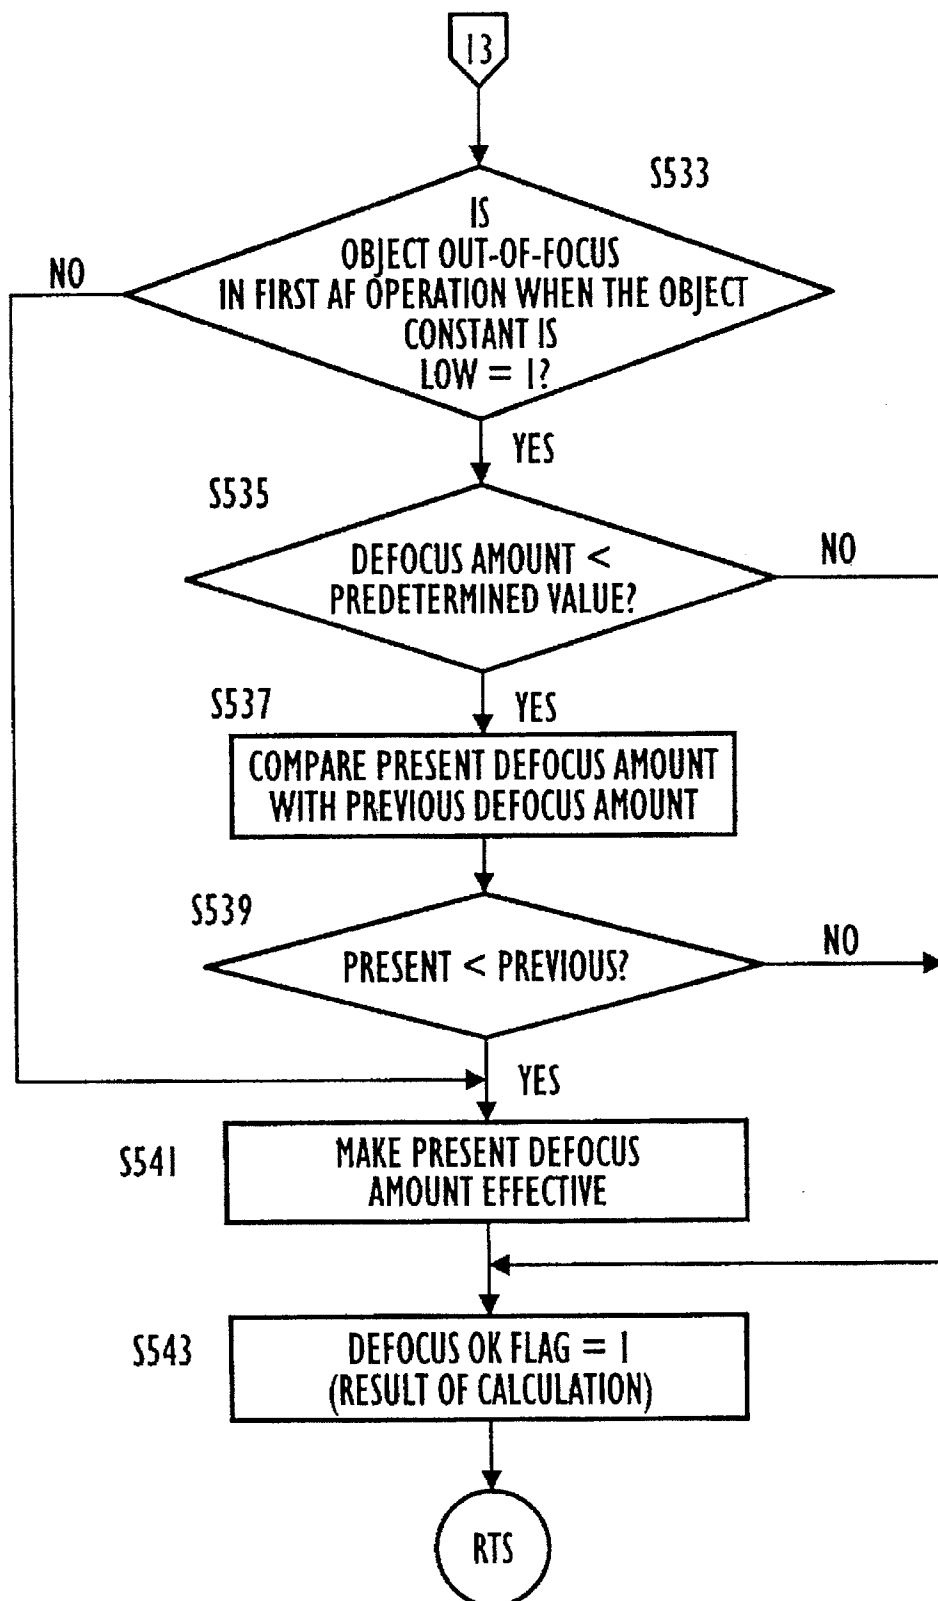 13
S533
IS
OBJECT OUT-OF-FOCUS
IN FIRST AF OPERATION WHEN THE OBJECT
CONSTANT IS
LOW = 1?
NO
YES
S535
DEFOCUS AMOUNT <
PREDETERMINED VALUE?
NO
YES
S537
COMPARE PRESENT DEFOCUS AMOUNT
WITH PREVIOUS DEFOCUS AMOUNT
S539
PRESENT < PREVIOUS?
NO
YES
S541
MAKE PRESENT DEFOCUS
AMOUNT EFFECTIVE
S543
DEFOCUS OK FLAG = 1
(RESULT OF CALCULATION)
RTS